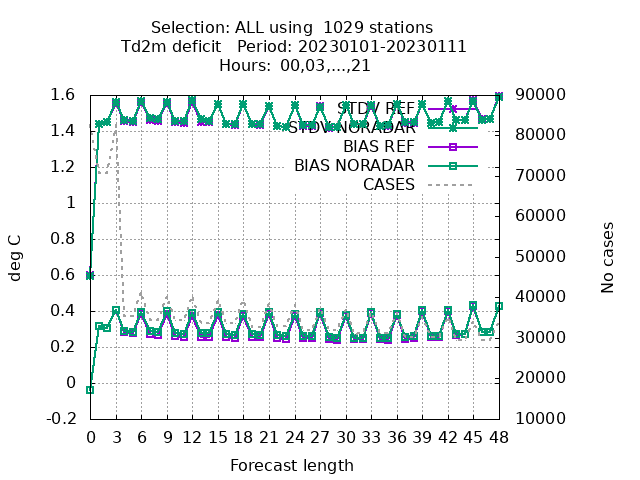 Selection: ALL using  1029 stations
Td2m deficit   Period: 20230101-20230111
Hours:  00,03,...,21
1.6
1.4
1.2
1
0.8
0.6
0.4
0.2
0
-0.2
90000
80000
70000
60000
50000
40000
30000
20000
10000
deg C
No cases
STDV REF
STDV NORADAR
BIAS REF
BIAS NORADAR
CASES
0 3 6 9 12 15 18 21 24 27 30 33 36 39 42 45 48
Forecast length